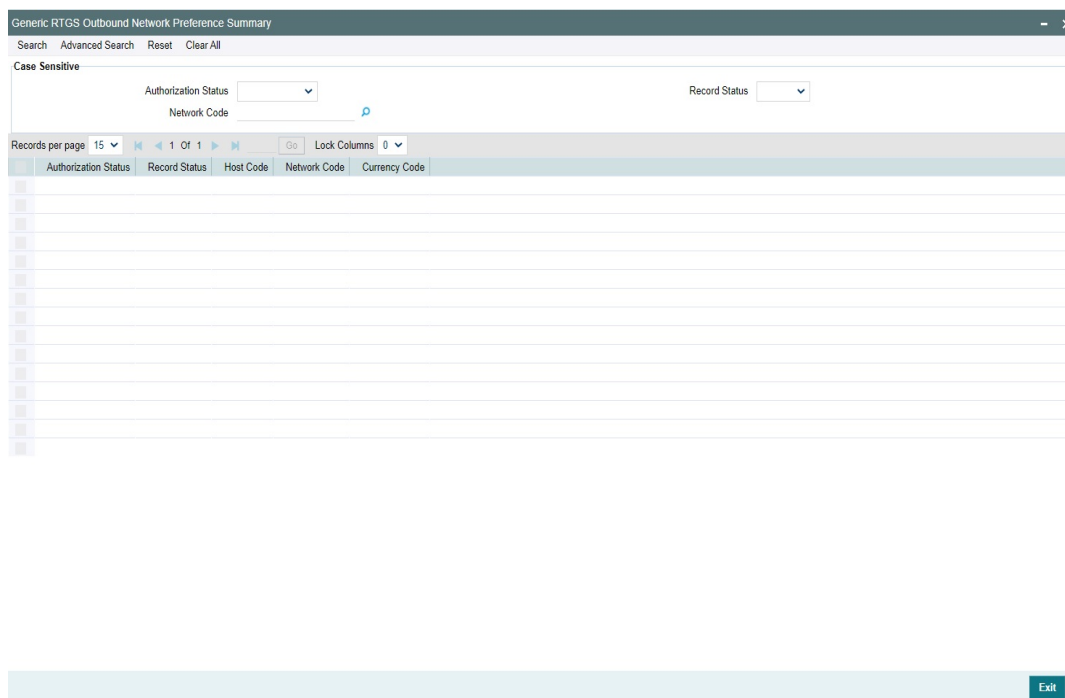 Generic RTGS Outbound Network Preference Summary
Search Advanced Search Reset Clear All
Case Sensitive
Authorization Status Record Status
Network Code
Records per page 15 1 Of 1 Go Lock Columns 0
Authorization Status Record Status Host Code Network Code Currency Code
Exit